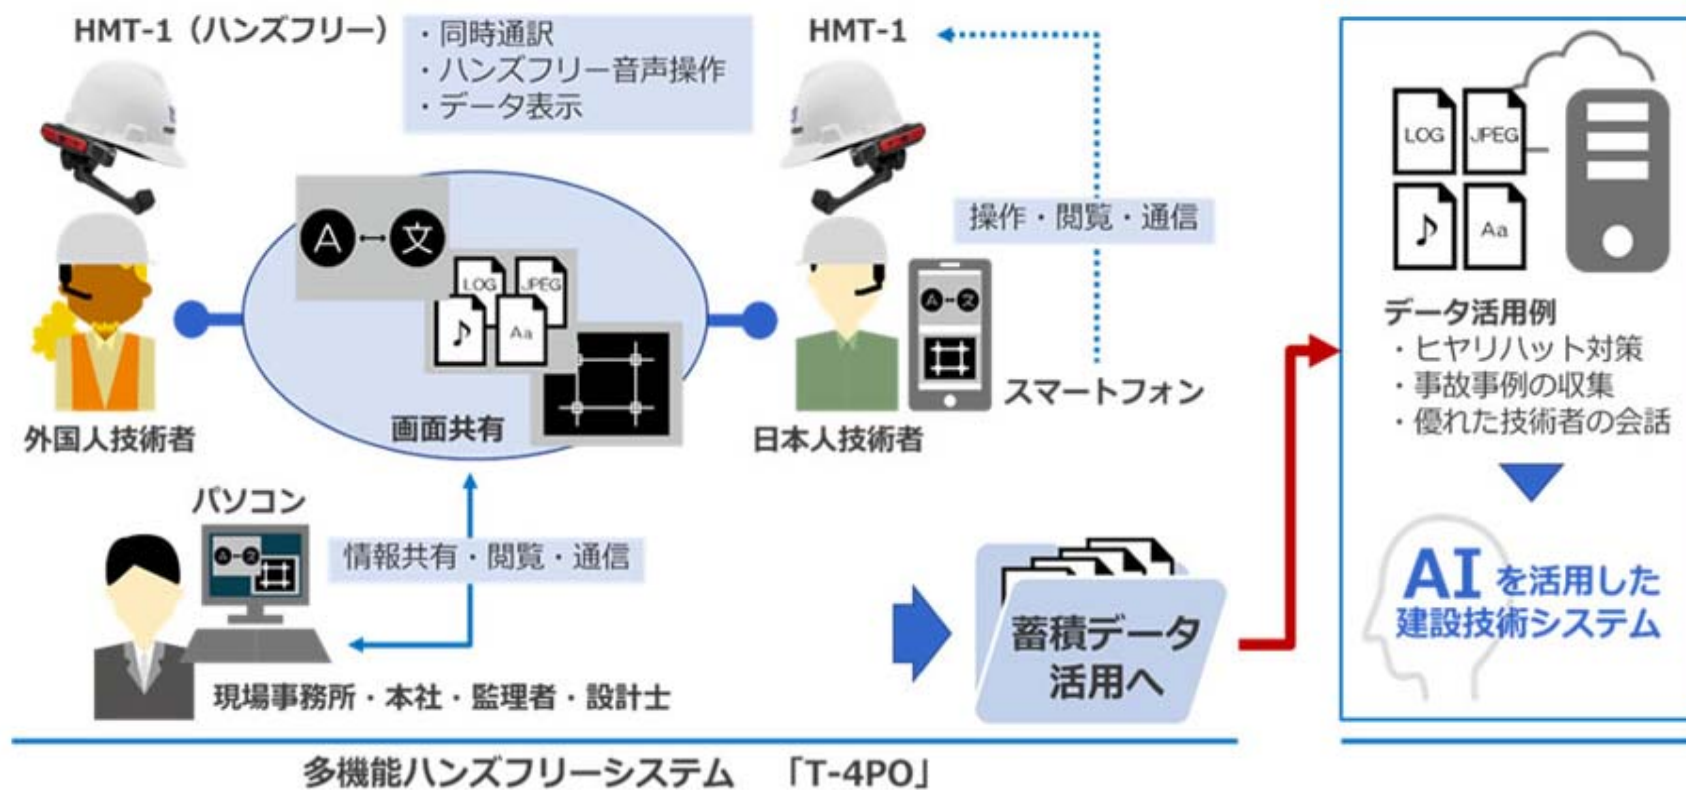 HMT-1（ハンズフリー）
・同時通訳
・ハンズフリー音声操作
・データ表示
HMT-1
操作・閲覧・通信
A↔文
LOG
JPEG
♪
Aa
画面共有
外国人技術者
日本人技術者
A↔文
スマートフォン
パソコン
A↔文
情報共有・閲覧・通信
現場事務所・本社・監理者・設計士
蓄積データ
活用へ
LOG
JPEG
♪
Aa
データ活用例
・ヒヤリハット対策
・事故事例の収集
・優れた技術者の会話
AIを活用した
建設技術システム
多機能ハンズフリーシステム 「T-4PO」